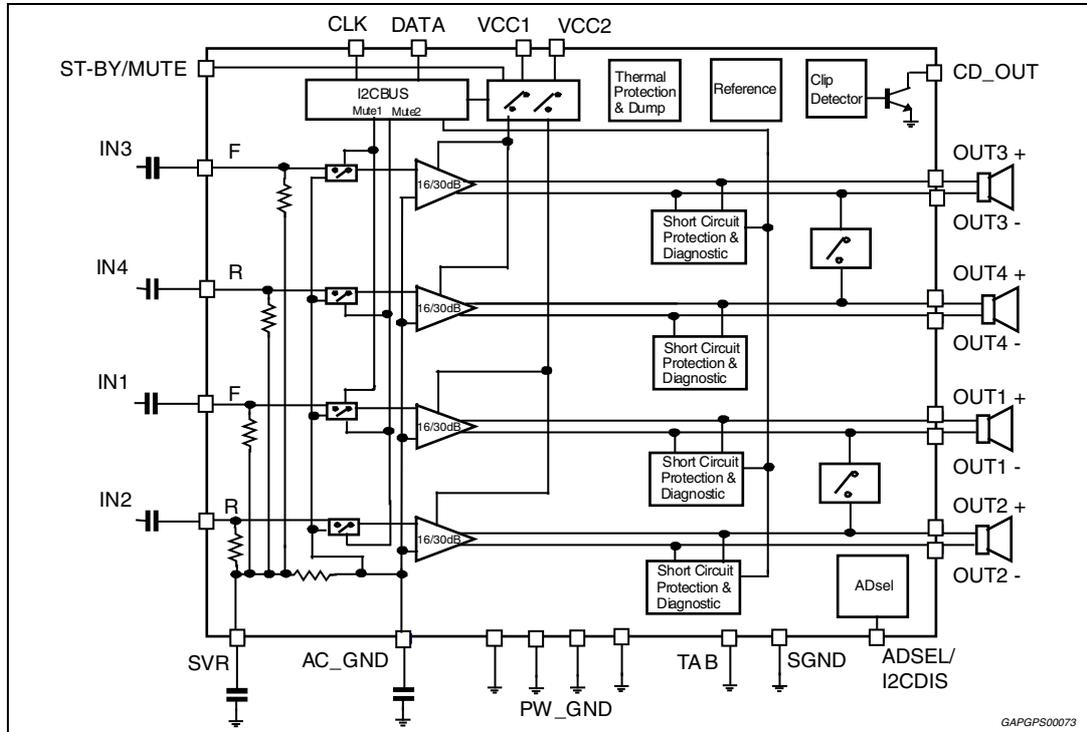 CLK
DATA
VCC1
VCC2
ST-BY/MUTE
I2CBUS
Mute1
Mute2
Thermal
Protection
& Dump
Reference
Clip
Detector
CD_OUT
IN3
F
16/30dB
OUT3 +
OUT3 -
Short Circuit
Protection &
Diagnostic
IN4
R
16/30dB
OUT4 +
OUT4 -
Short Circuit
Protection &
Diagnostic
IN1
F
16/30dB
OUT1 +
OUT1 -
Short Circuit
Protection &
Diagnostic
IN2
R
16/30dB
OUT2 +
OUT2 -
Short Circuit
Protection &
Diagnostic
ADsel
SVR
AC_GND
PW_GND
TAB
SGND
ADSEL/
I2CDIS
GAPGPS00073